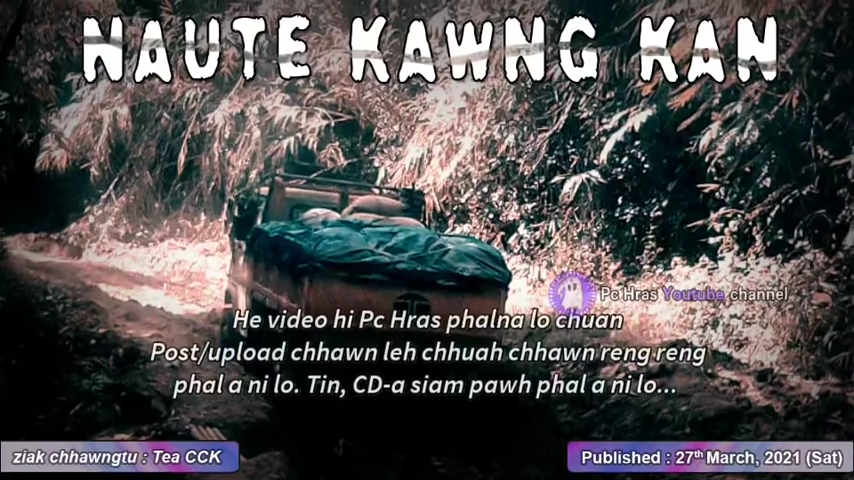 NAUTE KAWNG KAN
Pc Hras Youtube channel
He video hi Pc Hras phalna lo chuan
Post/upload chhawn leh chhuah chhawn reng reng
phal a ni lo. Tin, CD-a siam pawh phal a ni lo...
ziak chhawngtu : Tea CCK
Published : 27th March, 2021 (Sat)